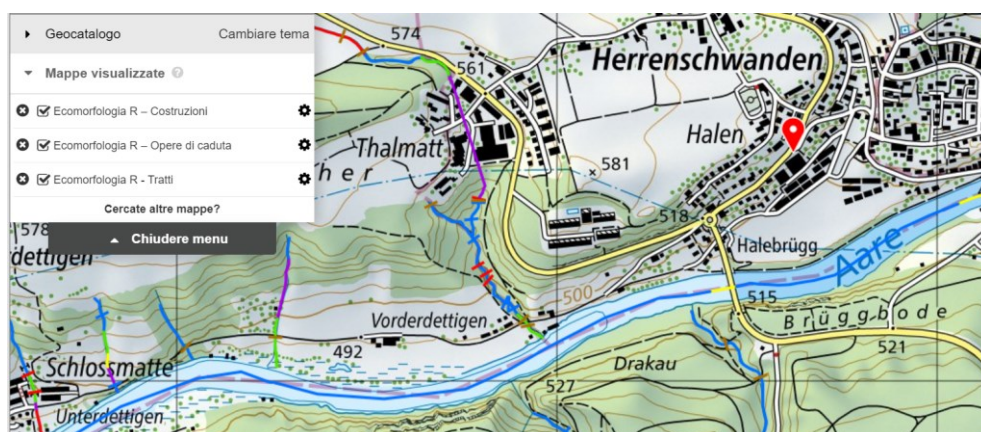 Geocatalogo Cambiare tema
Mappe visualizzate ?
Ecomorfologia R – Costruzioni
Ecomorfologia R – Opere di caduta
Ecomorfologia R - Tratti
Cercate altre mappe?
Chiudere menu
574
561
Herrenschwanden
Thalmatt
Halen
her
581
518
578
dettigen
Halebrügg
Aare
500
515
Vorderdettigen
Brüggbode
492
521
Schlossmatte
Drakau
527
Unterdettigen